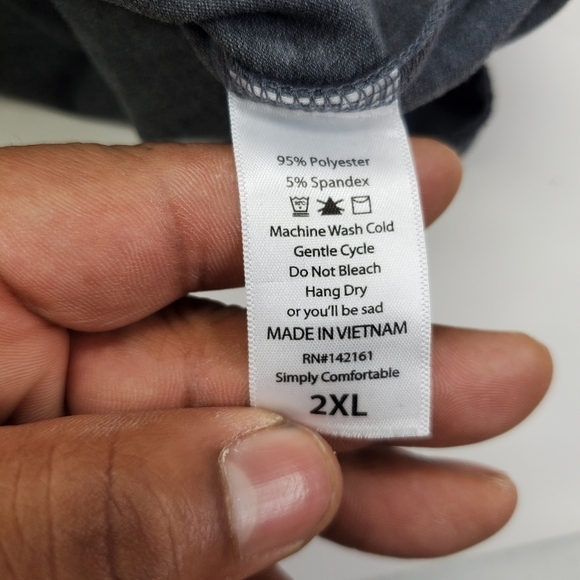 95% Polyester
5% Spandex
Machine Wash Cold
Gentle Cycle
Do Not Bleach
Hang Dry
or you'll be sad
MADE IN VIETNAM
RN#142161
Simply Comfortable
2XL